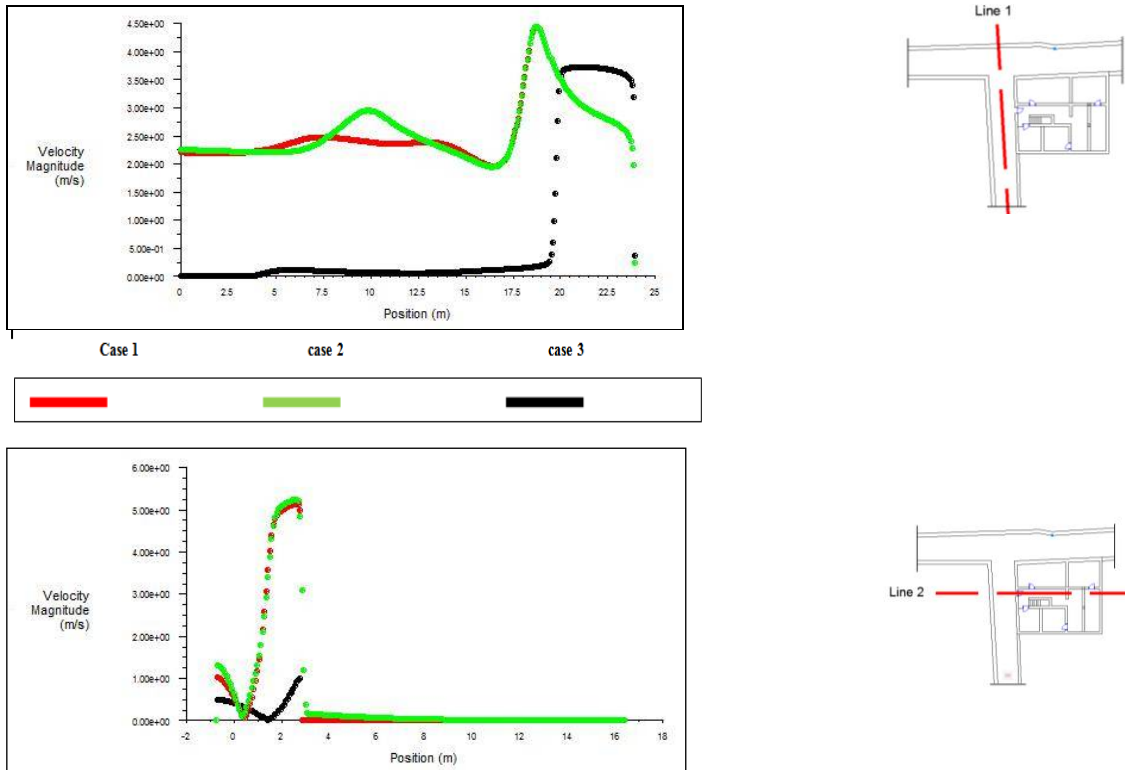 4.50e+00
4.00e+00
3.50e+00
3.00e+00
2.50e+00
2.00e+00
1.50e+00
1.00e+00
5.00e-01
0.00e+00
Velocity
Magnitude
(m/s)
0 2.5 5 7.5 10 12.5 15 17.5 20 22.5 25
Position (m)
Line 1
Case 1 case 2 case 3
6.00e+00
5.00e+00
4.00e+00
3.00e+00
2.00e+00
1.00e+00
0.00e+00
Velocity
Magnitude
(m/s)
-2 0 2 4 6 8 10 12 14 16 18
Position (m)
Line 2